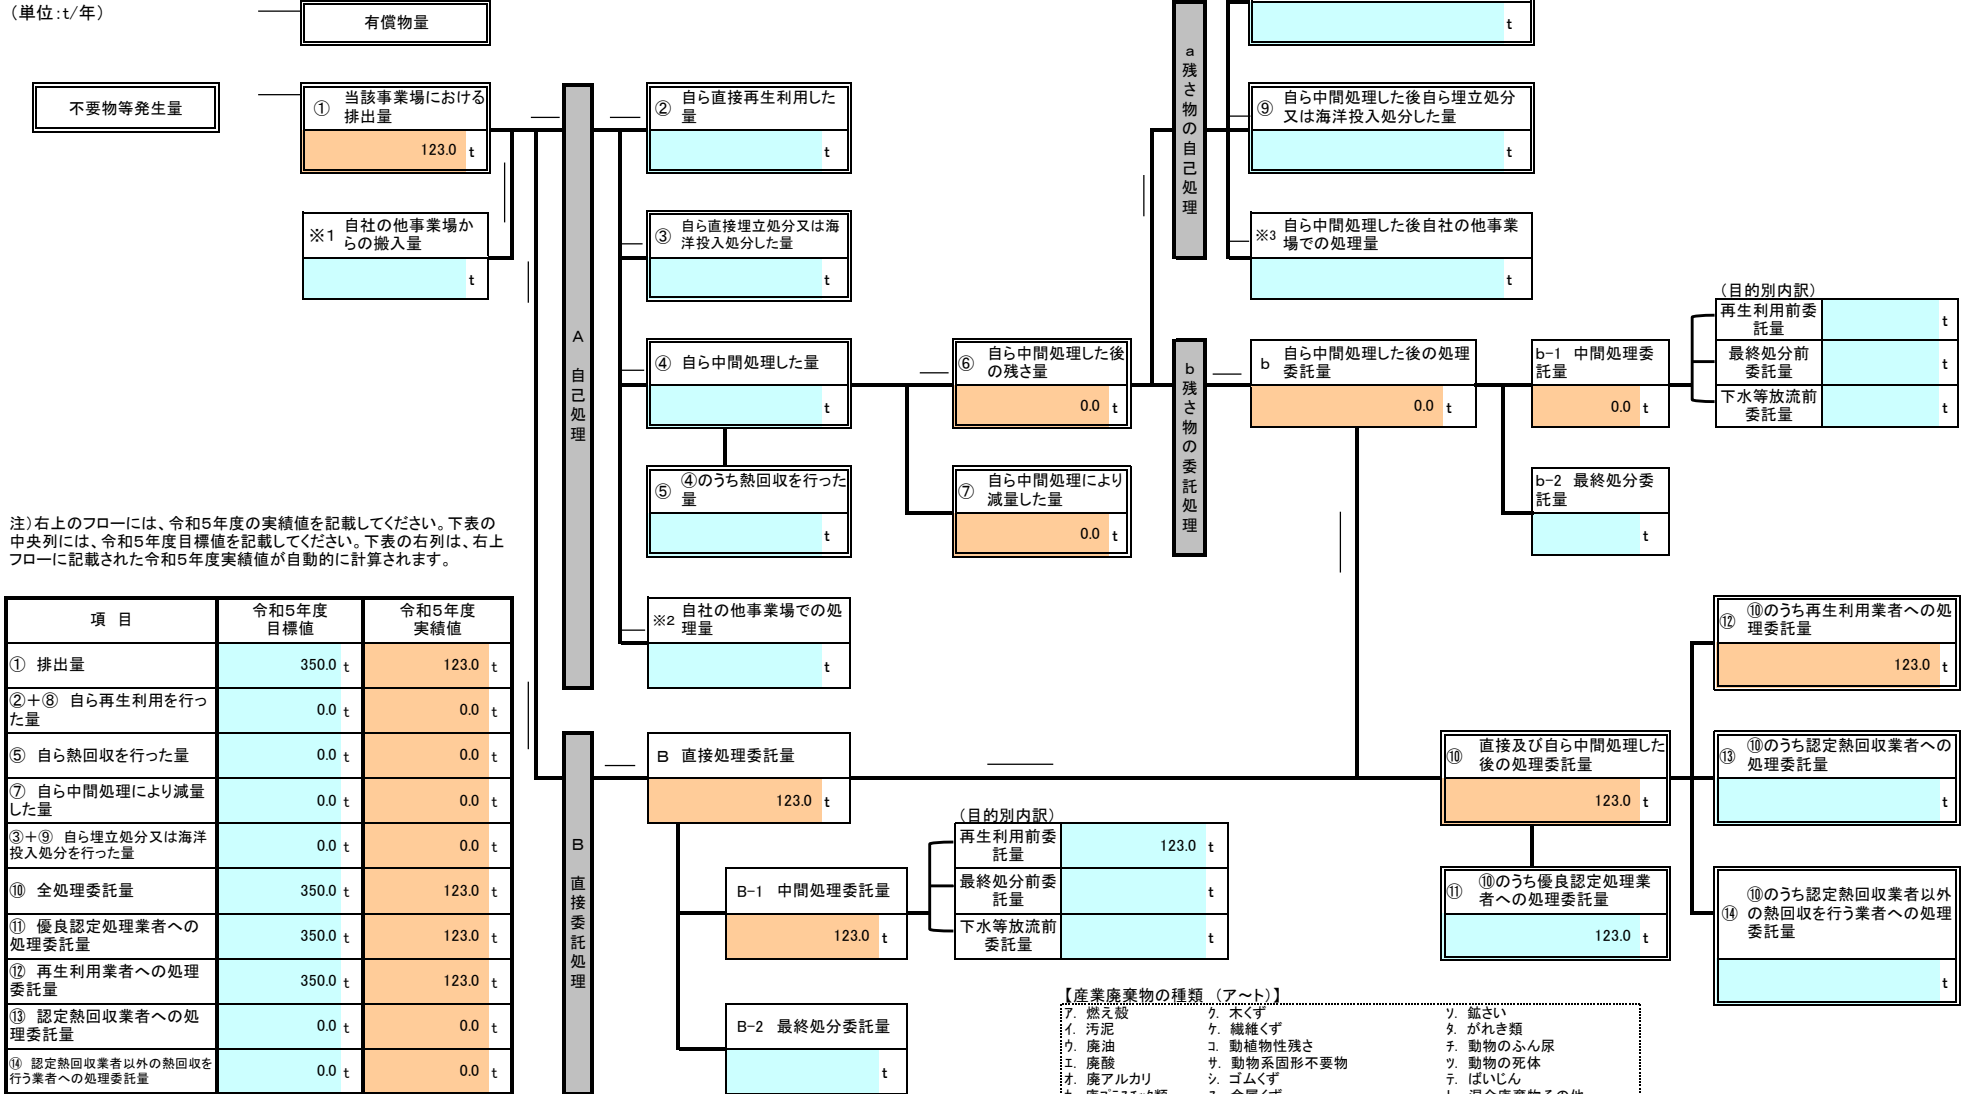 （単位：t/年）
有償物量
不要物等発生量
① 当該事業場における
排出量
123.0 t
※1 自社の他事業場か
らの搬入量
t
A 自己処理
② 自ら直接再生利用した
量
t
③ 自ら直接埋立処分又は海
洋投入処分した量
t
④ 自ら中間処理した量
t
⑤ ④のうち熱回収を行った
量
t
※2 自社の他事業場での処
理量
t
⑥ 自ら中間処理した後
の残さ量
0.0 t
⑦ 自ら中間処理により
減量した量
0.0 t
a 残さ物の自己処理
t
⑨ 自ら中間処理した後自ら埋立処分
又は海洋投入処分した量
t
※3 自ら中間処理した後自社の他事業
場での処理量
t
b 残さ物の委託処理
b 自ら中間処理した後の処理
委託量
0.0 t
b-1 中間処理委
託量
0.0 t
b-2 最終処分委
託量
t
（目的別内訳）
再生利用前委
託量
t
最終処分前
委託量
t
下水等放流前
委託量
t
注）右上のフローには、令和５年度の実績値を記載してください。下表の
中央列には、令和５年度目標値を記載してください。下表の右列は、右上
フローに記載された令和５年度実績値が自動的に計算されます。
項 目
令和５年度
目標値
令和５年度
実績値
① 排出量 350.0 t 123.0 t
②＋⑧ 自ら再生利用を行っ
た量 0.0 t 0.0 t
⑤ 自ら熱回収を行った量 0.0 t 0.0 t
⑦ 自ら中間処理により減量
した量 0.0 t 0.0 t
③＋⑨ 自ら埋立処分又は海洋
投入処分を行った量 0.0 t 0.0 t
⑩ 全処理委託量 350.0 t 123.0 t
⑪ 優良認定処理業者への
処理委託量 350.0 t 123.0 t
⑫ 再生利用業者への処理
委託量 350.0 t 123.0 t
⑬ 認定熱回収業者への処
理委託量 0.0 t 0.0 t
⑭ 認定熱回収業者以外の熱回収を
行う業者への処理委託量 0.0 t 0.0 t
B 直接委託処理
B 直接処理委託量
123.0 t
B-1 中間処理委託量
123.0 t
B-2 最終処分委託量
t
（目的別内訳）
再生利用前委
託量
123.0 t
最終処分前委
託量
t
下水等放流前
委託量
t
⑩ 直接及び自ら中間処理した
後の処理委託量
123.0 t
⑪ ⑩のうち優良認定処理業
者への処理委託量
123.0 t
⑫ ⑩のうち再生利用業者への処
理委託量
123.0 t
⑬ ⑩のうち認定熱回収業者への
処理委託量
t
⑭ ⑩のうち認定熱回収業者以外
の熱回収を行う業者への処理
委託量
t
【産業廃棄物の種類 （ア～ト）】
ア. 燃え殻 ク. 木くず ソ. 鉱さい
イ. 汚泥 ケ. 繊維くず タ. がれき類
ウ. 廃油 コ. 動植物性残さ チ. 動物のふん尿
エ. 廃酸 サ. 動物系固形不要物 ツ. 動物の死体
オ. 廃アルカリ シ. ゴムくず テ. ばいじん